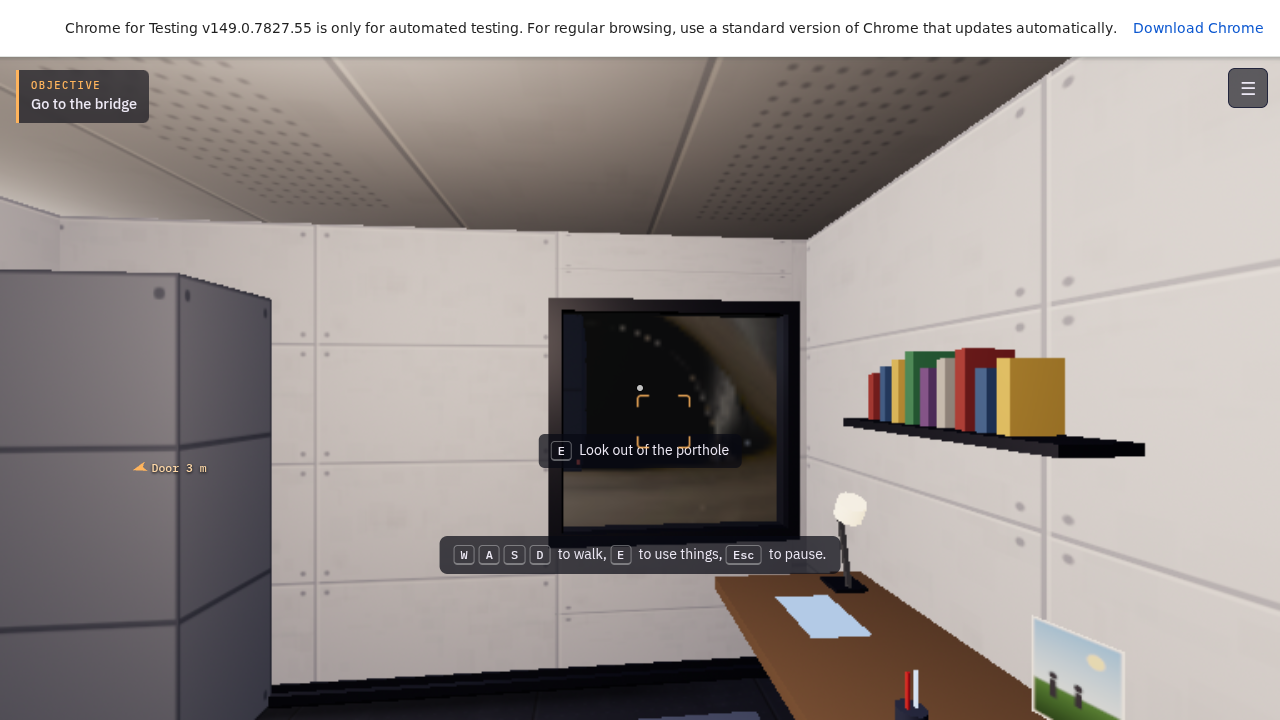 Chrome for Testing v149.0.7827.55 is only for automated testing. For regular browsing, use a standard version of Chrome that updates automatically. Download Chrome
OBJECTIVE
Go to the bridge
E Look out of the porthole
Door 3 m
W A S D to walk, E to use things, Esc to pause.